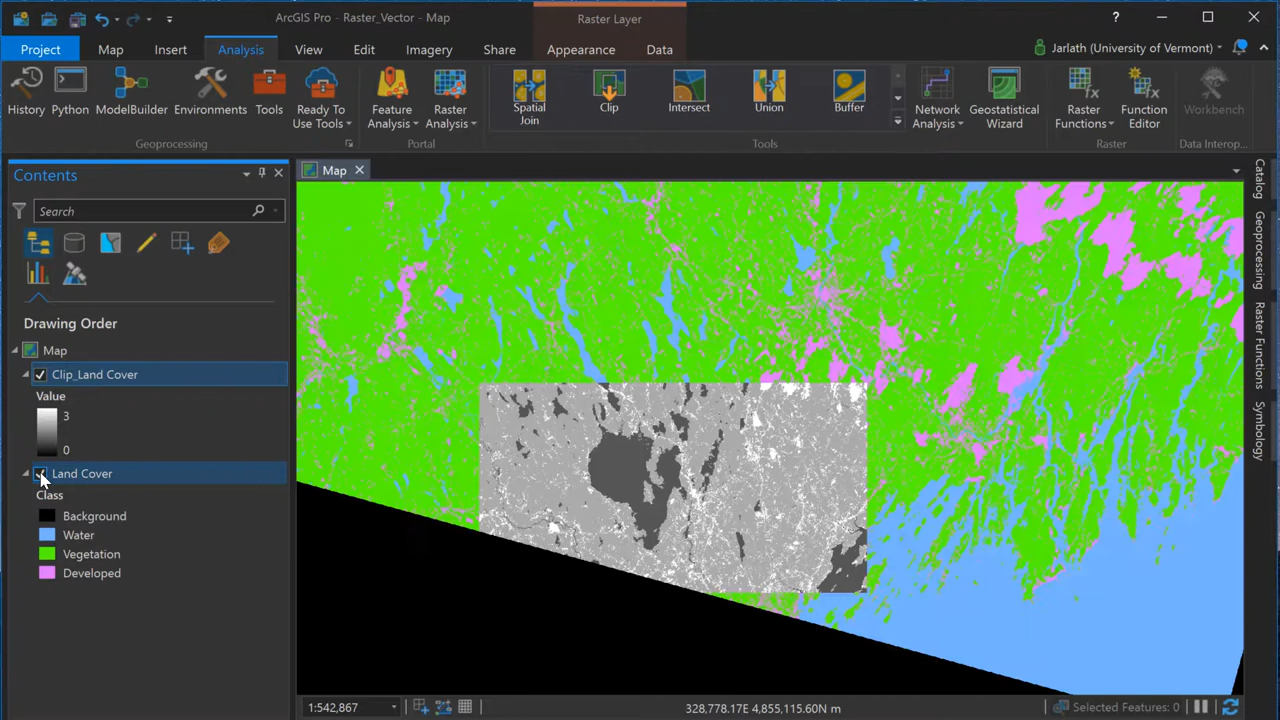 ArcGIS Pro - Raster_Vector - Map
Raster Layer
?
Project
Map
Insert
Analysis
View
Edit
Imagery
Share
Appearance
Data
Jarlath (University of Vermont)
History
Python
ModelBuilder
Environments
Tools
Ready To
Use Tools
Feature
Analysis
Raster
Analysis
Spatial
Join
Clip
Intersect
Union
Buffer
Network
Analysis
Geostatistical
Wizard
Raster
Functions
Function
Editor
Workbench
Geoprocessing
Portal
Tools
Raster
Data Interop...
Contents
Search
Drawing Order
Map
Clip_Land Cover
Value
3
0
Land Cover
Class
Background
Water
Vegetation
Developed
Map
Catalog
Geoprocessing
Raster Functions
Symbology
1:542,867
328,778.17E 4,855,115.60N m
Selected Features: 0